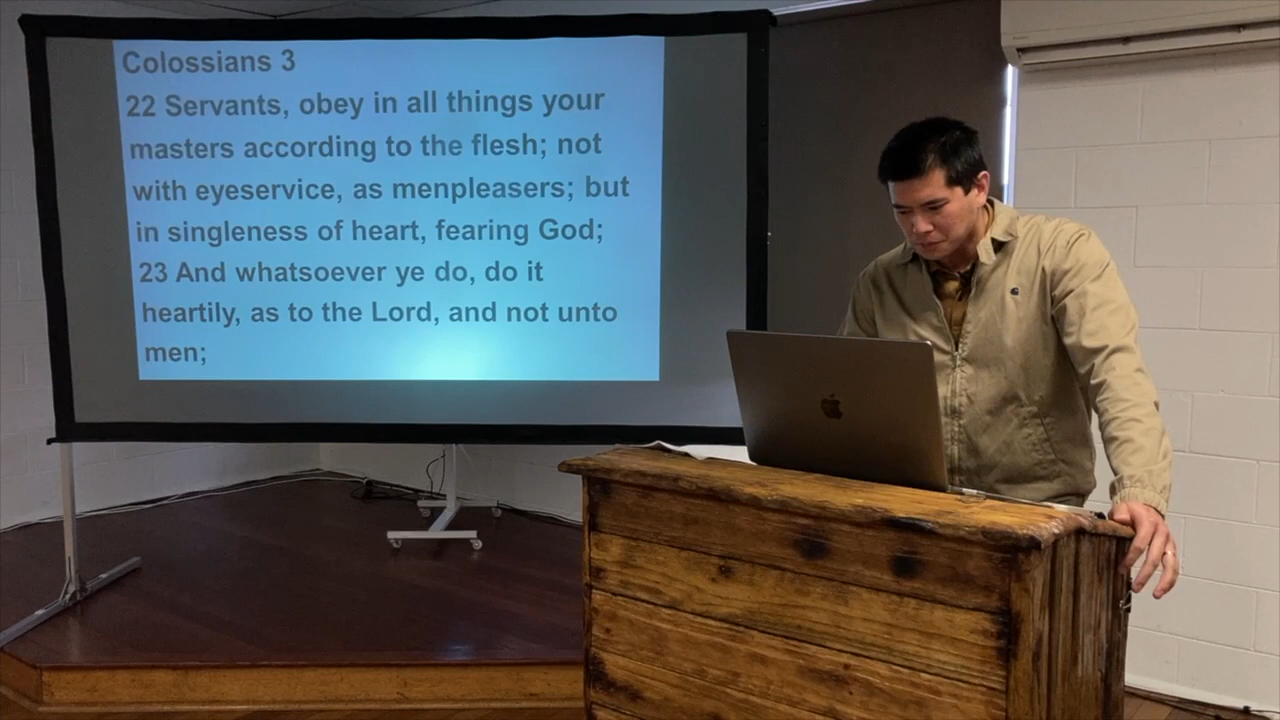 Colossians 3
22 Servants, obey in all things your
masters according to the flesh; not
with eyeservice, as menpleasers; but
in singleness of heart, fearing God;
23 And whatsoever ye do, do it
heartily, as to the Lord, and not unto
men;